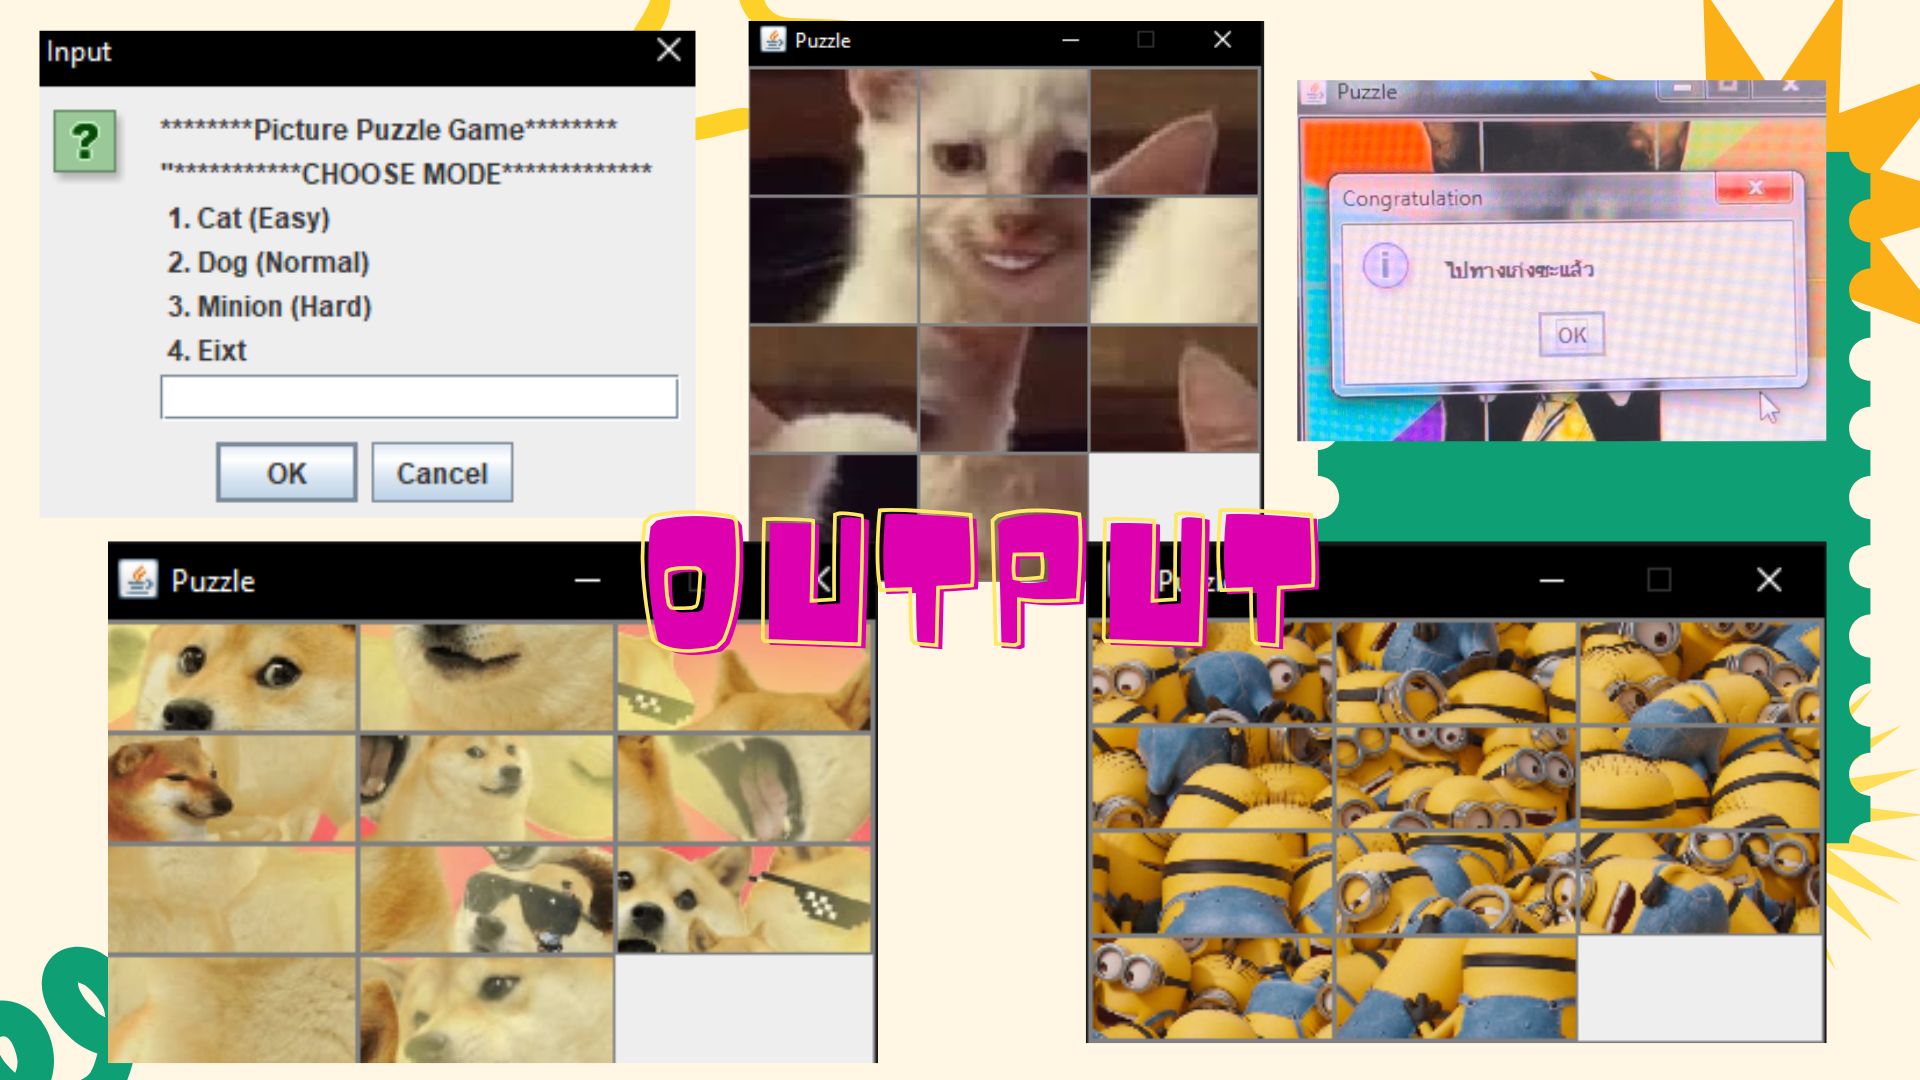 Input
********Picture Puzzle Game********
"***********CHOOSE MODE*************
1. Cat (Easy)
2. Dog (Normal)
3. Minion (Hard)
4. Eixt
OK Cancel
Puzzle
Puzzle
Congratulation
ไปทางเก่งซะแล้ว
OK
OUTPUT
Puzzle
Puzzle